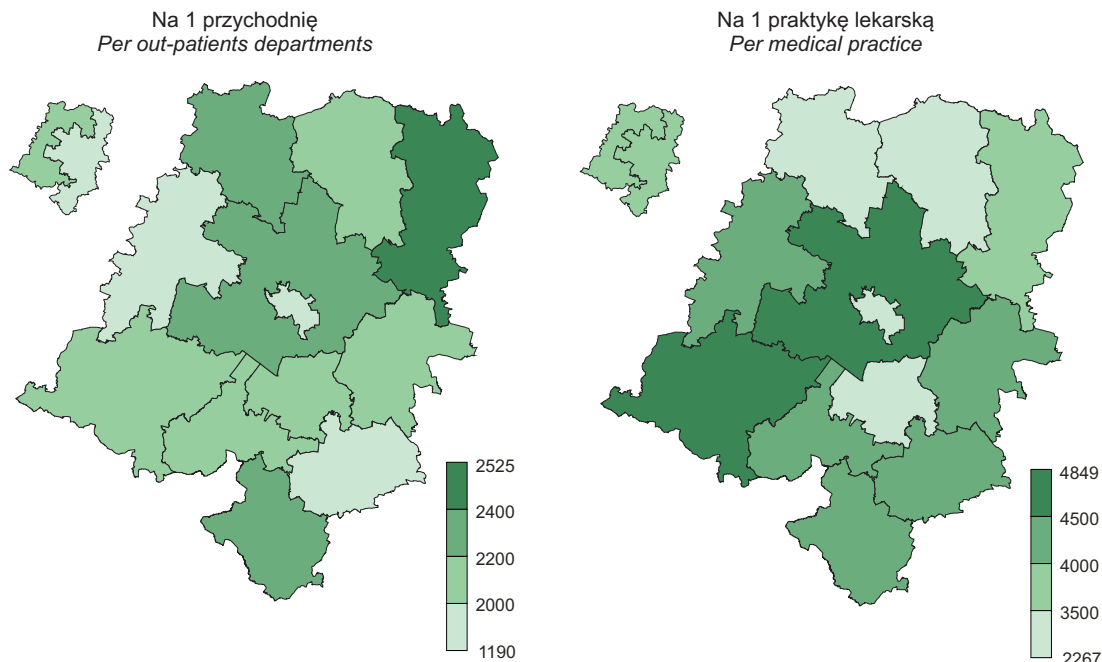 Na 1 przychodnię
Per out-patients departments
Na 1 praktykę lekarską
Per medical practice
2525
2400
2200
2000
1190
4849
4500
4000
3500
2267